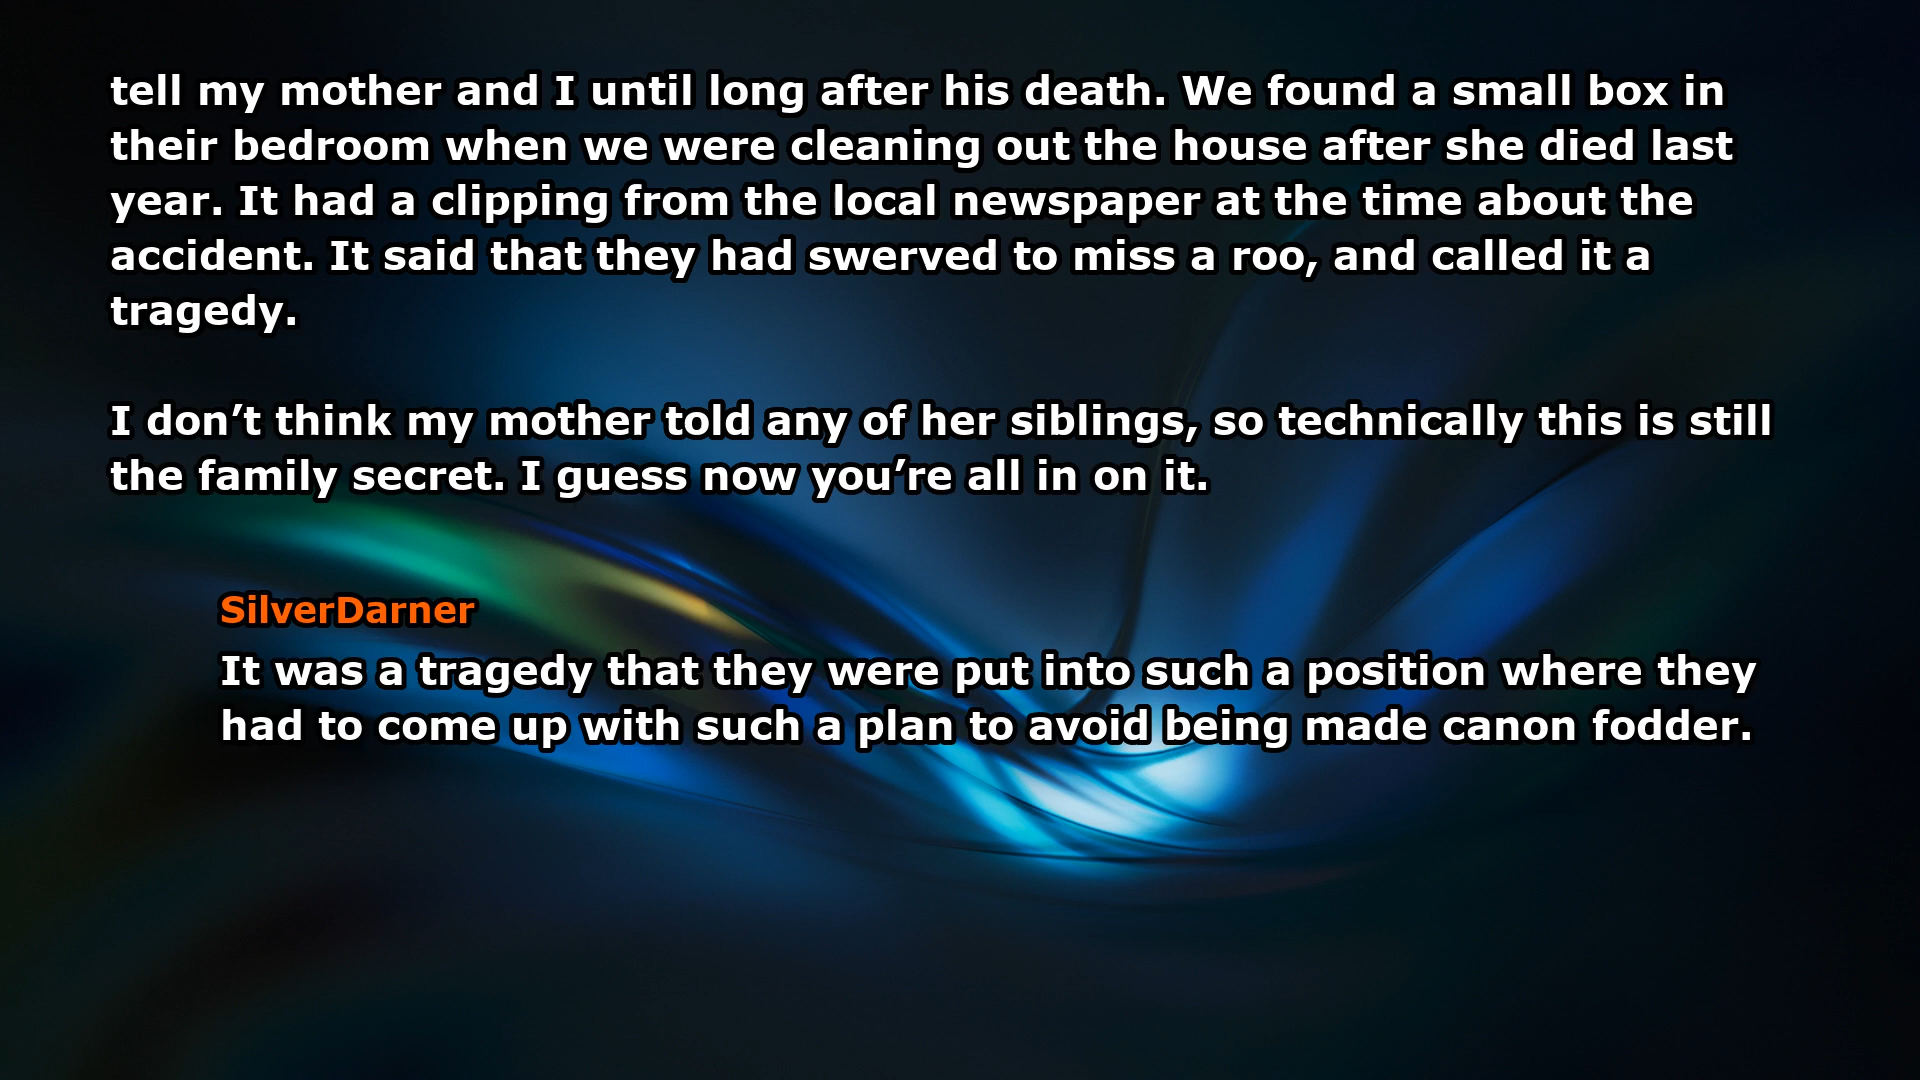 tell my mother and I until long after his death. We found a small box in
their bedroom when we were cleaning out the house after she died last
year. It had a clipping from the local newspaper at the time about the
accident. It said that they had swerved to miss a roo, and called it a
tragedy.
I don’t think my mother told any of her siblings, so technically this is still
the family secret. I guess now you’re all in on it.
SilverDarner
It was a tragedy that they were put into such a position where they
had to come up with such a plan to avoid being made canon fodder.